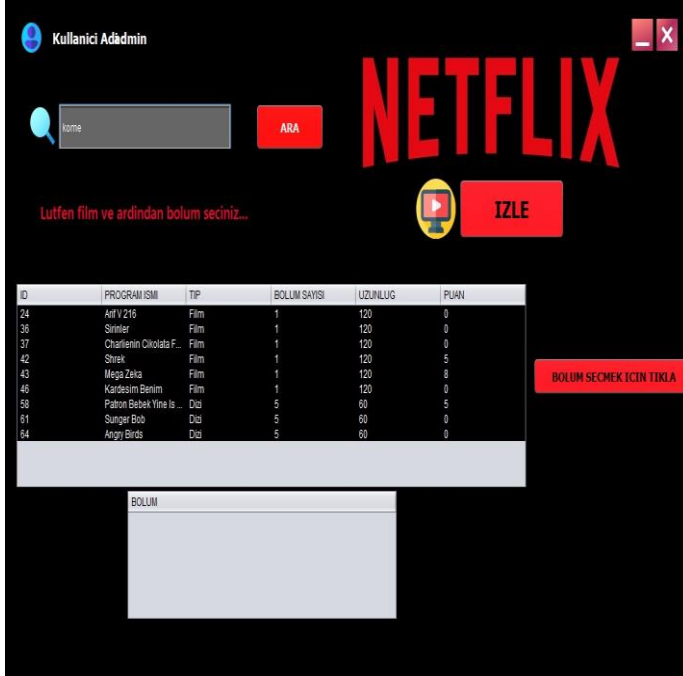 Kullanici Adiadmin
X
NETFLIX
kome
ARA
IZLE
Lutfen film ve ardindan bolum seciniz...
ID PROGRAM ISMI TIP BOLUM SAYISI UZUNLUG PUAN
24 Arif V 216 Film 1 120 0
36 Sirinler Film 1 120 0
37 Charlienin Cikolata F... Film 1 120 0
42 Shrek Film 1 120 5
43 Mega Zeka Film 1 120 8
46 Kardesim Benim Film 1 120 0
58 Patron Bebek Yine Is ... Dizi 5 60 5
61 Sunger Bob Dizi 5 60 0
64 Angry Birds Dizi 5 60 0
BOLUM SECMEK ICIN TIKLA
BOLUM